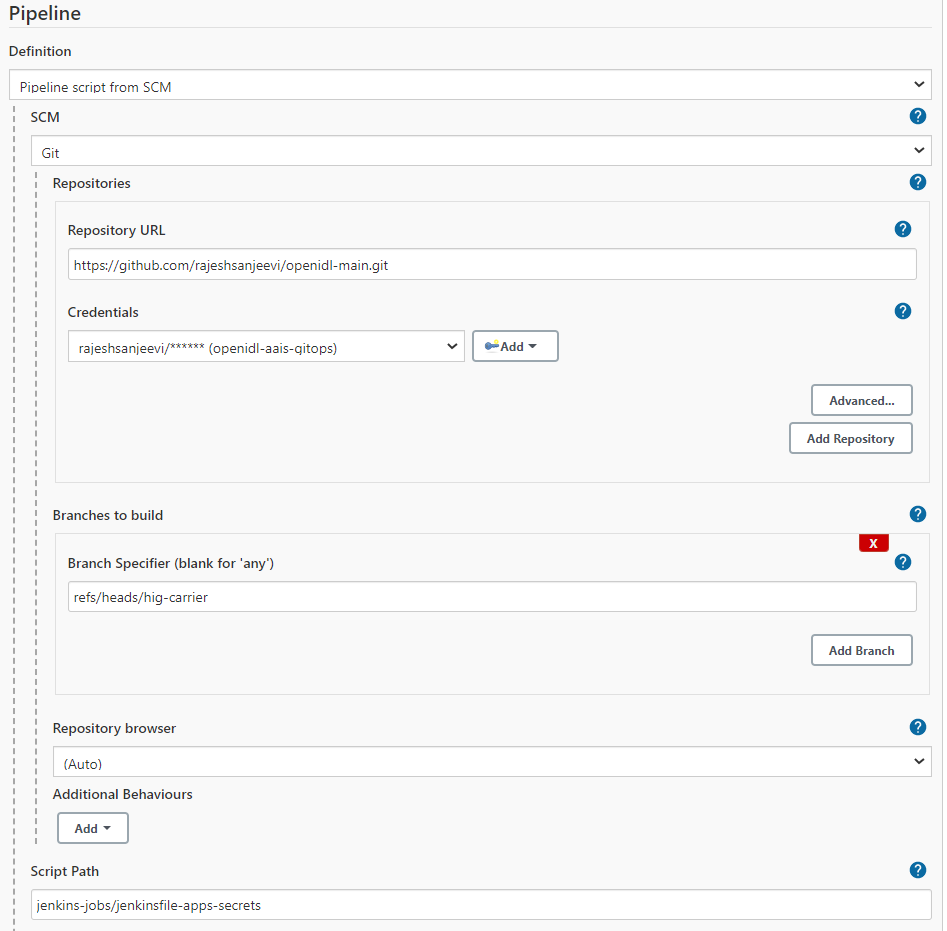 Pipeline
Definition
Pipeline script from SCM
SCM
?
Git
Repositories
?
Repository URL
?
https://github.com/rajeshsanjeevi/openidl-main.git
Credentials
?
rajeshsanjeevi/****** (openidl-aais-gitops)
Add
Advanced...
Add Repository
Branches to build
?
X
Branch Specifier (blank for 'any')
?
refs/heads/hig-carrier
Add Branch
Repository browser
?
(Auto)
Additional Behaviours
Add
Script Path
?
jenkins-jobs/jenkinsfile-apps-secrets